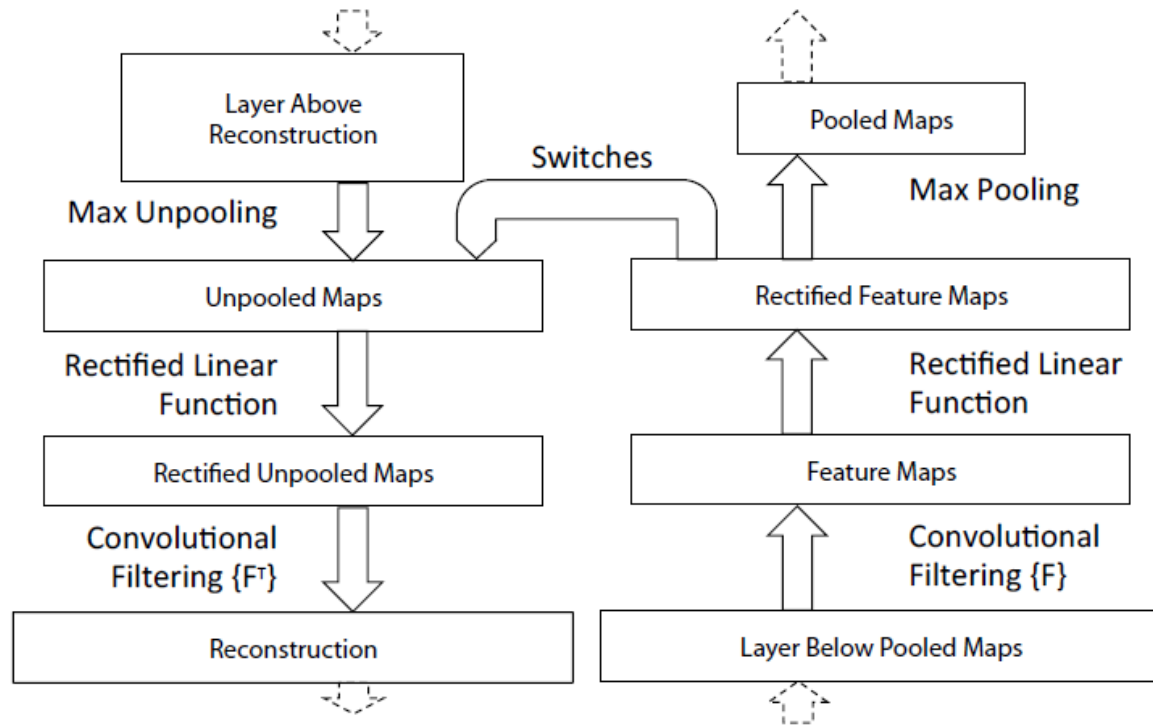 Layer Above
Reconstruction
Pooled Maps
Switches
Max Unpooling
Max Pooling
Unpooled Maps
Rectified Feature Maps
Rectified Linear
Function
Rectified Linear
Function
Rectified Unpooled Maps
Feature Maps
Convolutional
Filtering {Fᵀ}
Convolutional
Filtering {F}
Reconstruction
Layer Below Pooled Maps